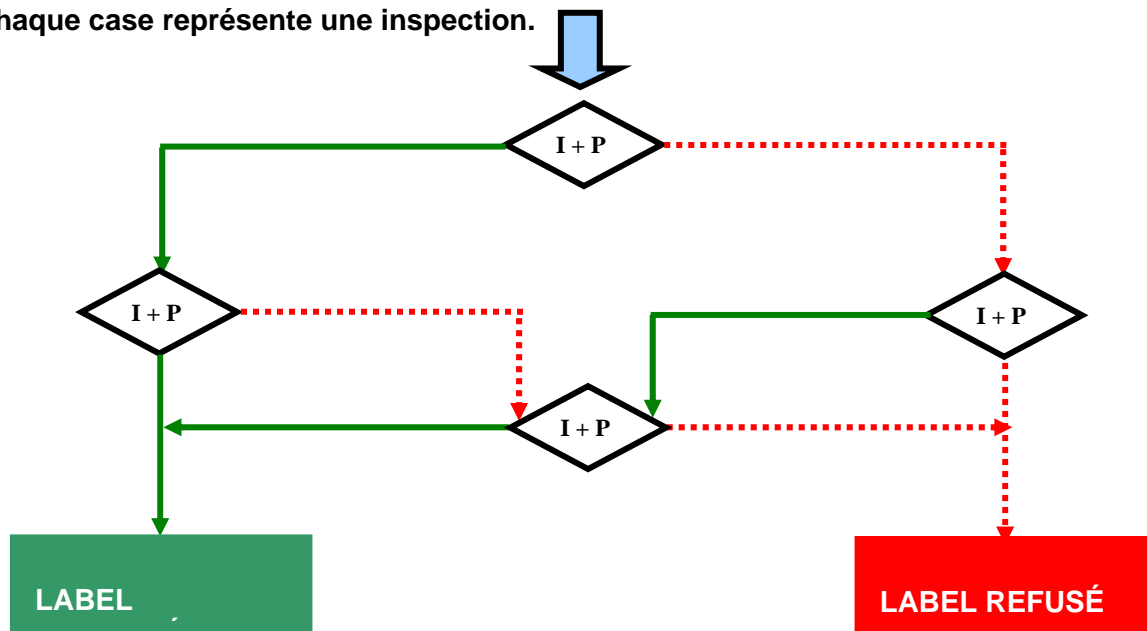 haque case représente une inspection.
I + P
I + P
I + P
I + P
LABEL
LABEL REFUSÉ